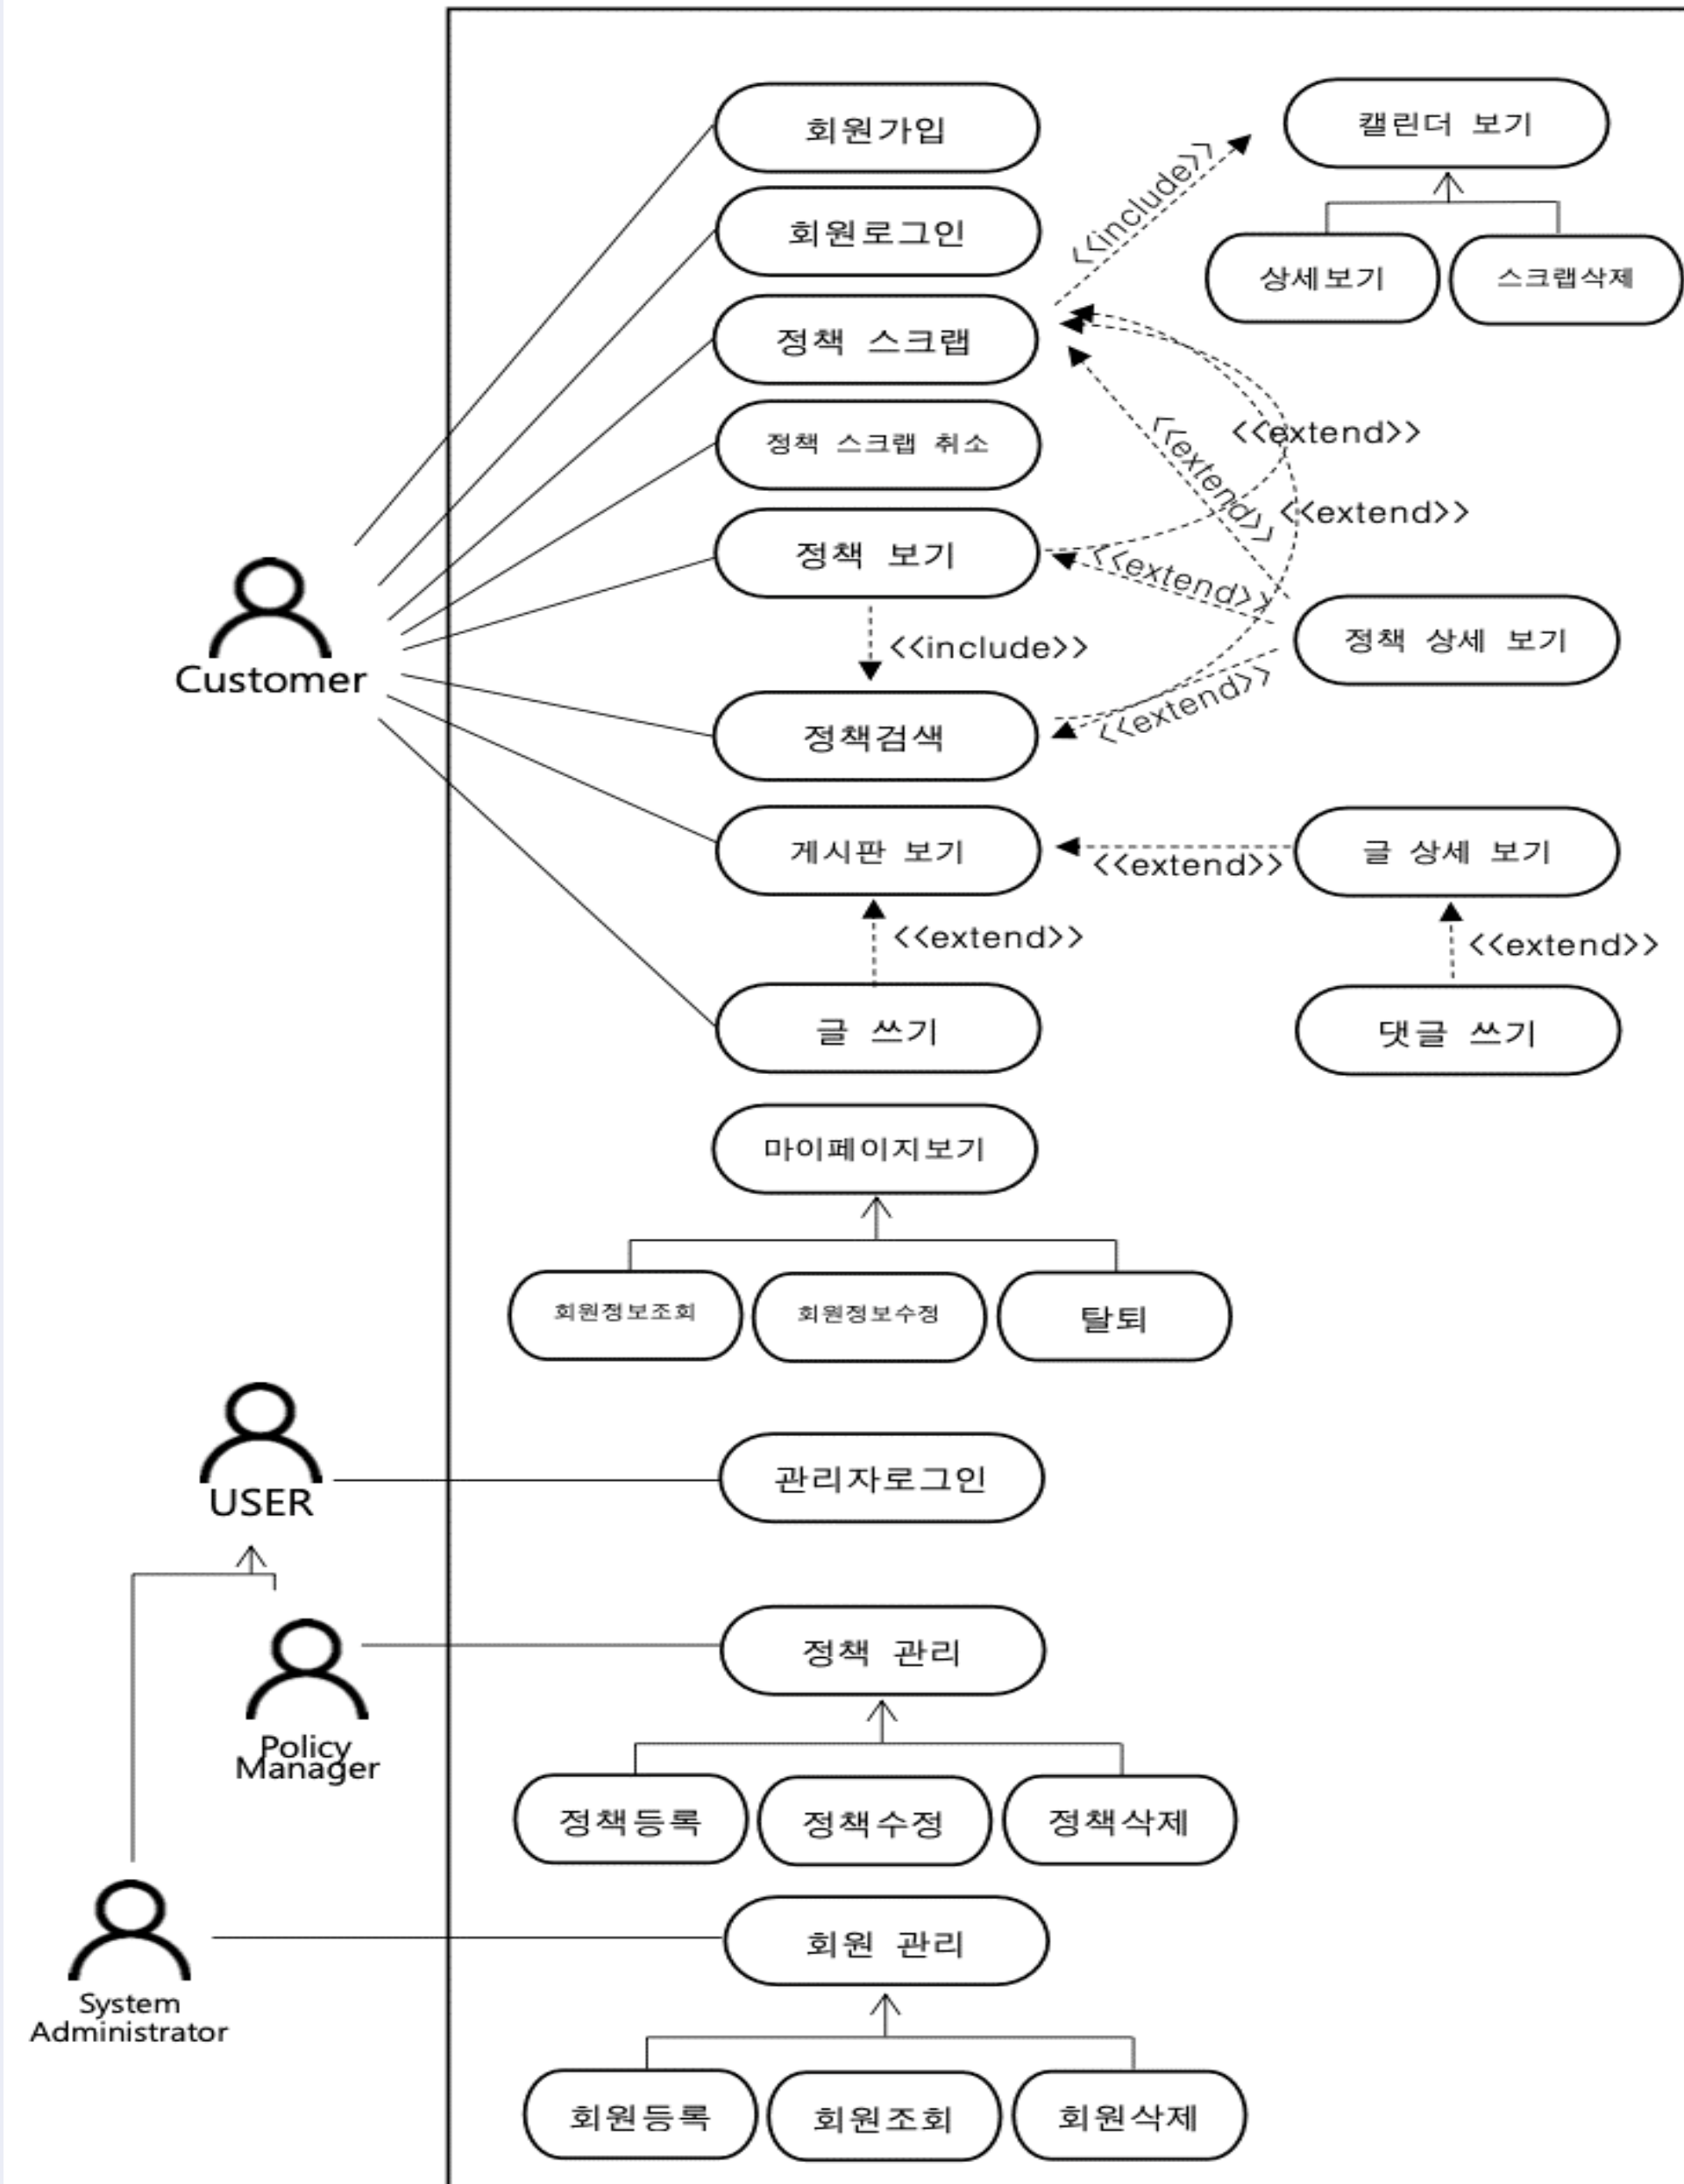 회원가입
캘린더 보기
<<include>>
회원로그인
상세보기
스크랩삭제
정책 스크랩
<<extend>>
정책 스크랩 취소
<<extend>>
<<extend>>
정책 보기
<<extend>>
<<include>>
정책 상세 보기
Customer
<<extend>>
정책검색
게시판 보기
<<extend>>
글 상세 보기
<<extend>>
<<extend>>
글 쓰기
댓글 쓰기
마이페이지보기
회원정보조회
회원정보수정
탈퇴
USER
관리자로그인
정책 관리
Policy
Manager
정책등록
정책수정
정책삭제
회원 관리
System
Administrator
회원등록
회원조회
회원삭제